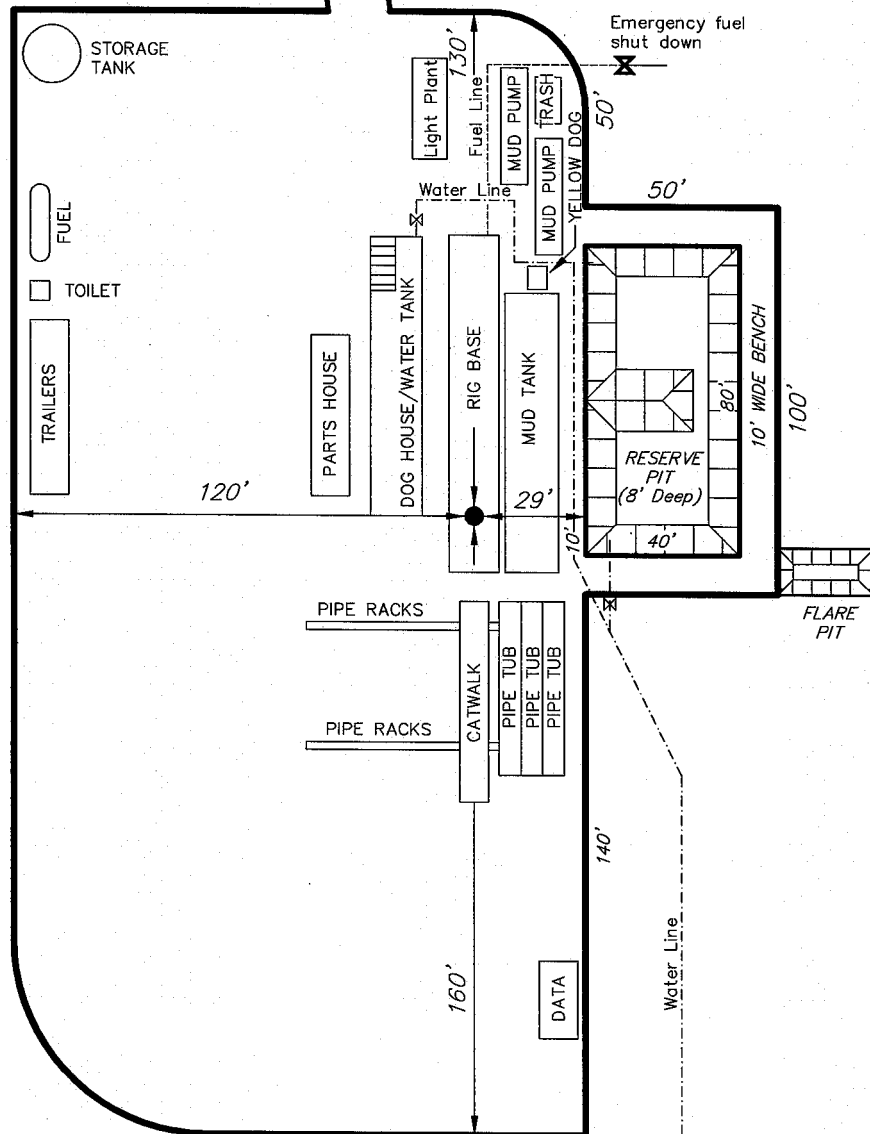 Emergency fuel
shut down
STORAGE
TANK
130'
Light Plant
Fuel Line
MUD PUMP
TRASH
50'
MUD PUMP
YELLOW DOG
Water Line
50'
FUEL
TOILET
TRAILERS
PARTS HOUSE
DOG HOUSE/WATER TANK
RIG BASE
MUD TANK
80'
10' WIDE BENCH
100'
RESERVE
PIT
(8' Deep)
120'
29'
10'
40'
FLARE
PIT
PIPE RACKS
CATWALK
PIPE TUB
PIPE TUB
PIPE TUB
PIPE RACKS
140'
160'
DATA
Water Line